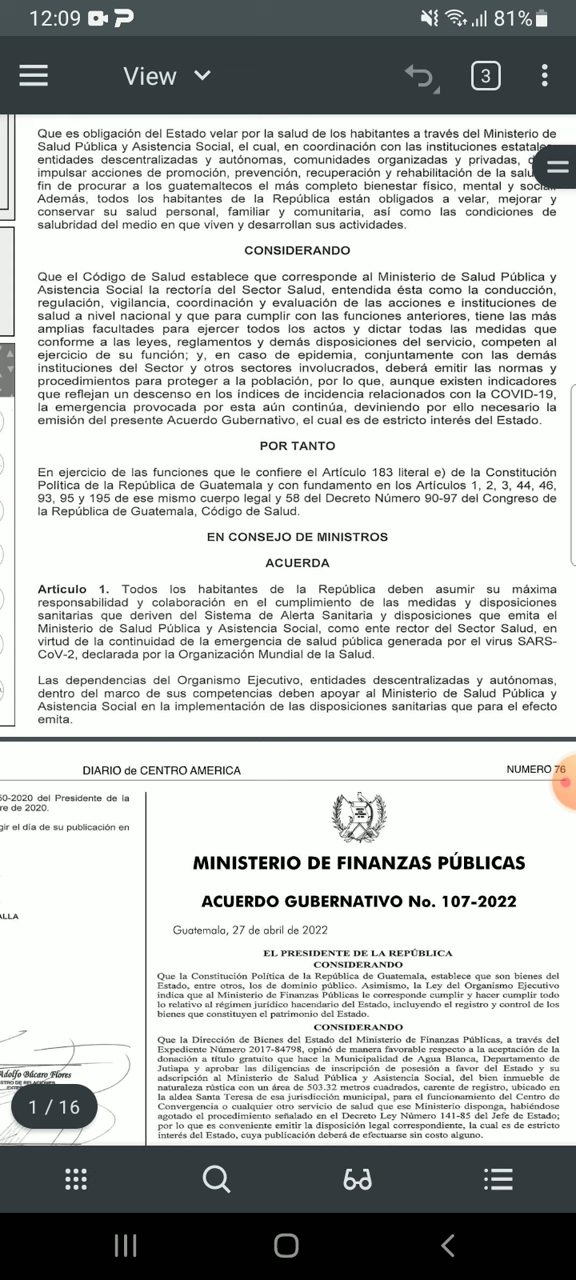 12:09
81%
View
3
Que es obligación del Estado velar por la salud de los habitantes a través del Ministerio de
Salud Pública y Asistencia Social, el cual, en coordinación con las instituciones estatales
entidades descentralizadas y autónomas, comunidades organizadas y privadas,
impulsar acciones de promoción, prevención, recuperación y rehabilitación de la
fin de procurar a los guatemaltecos el más completo bienestar físico, mental y
Además, todos los habitantes de la República están obligados a velar, mejorar y
conservar su salud personal, familiar y comunitaria, así como las condiciones de
salubridad del medio en que viven y desarrollan sus actividades.
CONSIDERANDO
Que el Código de Salud establece que corresponde al Ministerio de Salud Pública y
Asistencia Social la rectoría del Sector Salud, entendida ésta como la conducción,
regulación, vigilancia, coordinación y evaluación de las acciones e instituciones de
salud a nivel nacional y que para cumplir con las funciones anteriores, tiene las más
amplias facultades para ejercer todos los actos y dictar todas las medidas que
conforme a las leyes, reglamentos y demás disposiciones del servicio, competen al
ejercicio de su función; y, en caso de epidemia, conjuntamente con las demás
instituciones del Sector y otros sectores involucrados, deberá emitir las normas y
procedimientos para proteger a la población, por lo que, aunque existen indicadores
que reflejan un descenso en los índices de incidencia relacionados con la COVID-19,
la emergencia provocada por esta aún continúa, deviniendo por ello necesario la
emisión del presente Acuerdo Gubernativo, el cual es de estricto interés del Estado.
POR TANTO
En ejercicio de las funciones que le confiere el Artículo 183 literal e) de la Constitución
Política de la República de Guatemala y con fundamento en los Artículos 1, 2, 3, 44, 46,
93, 95 y 195 de ese mismo cuerpo legal y 58 del Decreto Número 90-97 del Congreso de
la República de Guatemala, Código de Salud.
EN CONSEJO DE MINISTROS
ACUERDA
Artículo 1. Todos los habitantes de la República deben asumir su máxima
responsabilidad y colaboración en el cumplimiento de las medidas y disposiciones
sanitarias que deriven del Sistema de Alerta Sanitaria y disposiciones que emita el
Ministerio de Salud Pública y Asistencia Social, como ente rector del Sector Salud, en
virtud de la continuidad de la emergencia de salud pública generada por el virus SARS-
CoV-2, declarada por la Organización Mundial de la Salud.
Las dependencias del Organismo Ejecutivo, entidades descentralizadas y autónomas,
dentro del marco de sus competencias deben apoyar al Ministerio de Salud Pública y
Asistencia Social en la implementación de las disposiciones sanitarias que para el efecto
emita.
DIARIO de CENTRO AMERICA
NUMERO 76
50-2020 del Presidente de la
re de 2020.
gir el día de su publicación en
ALLA
Adolfo Búcaro Flores
1 / 16
MINISTERIO DE FINANZAS PÚBLICAS
ACUERDO GUBERNATIVO No. 107-2022
Guatemala, 27 de abril de 2022
EL PRESIDENTE DE LA REPÚBLICA
CONSIDERANDO
Que la Constitución Política de la República de Guatemala, establece que son bienes del
Estado, entre otros, los de dominio público. Asimismo, la Ley del Organismo Ejecutivo
indica que al Ministerio de Finanzas Públicas le corresponde cumplir y hacer cumplir todo
lo relativo al régimen jurídico hacendario del Estado, incluyendo el registro y control de los
bienes que constituyen el patrimonio del Estado.
CONSIDERANDO
Que la Dirección de Bienes del Estado del Ministerio de Finanzas Públicas, a través del
Expediente Número 2017-84798, opinó de manera favorable respecto a la aceptación de la
donación a título gratuito que hace la Municipalidad de Agua Blanca, Departamento de
Jutiapa y aprobar las diligencias de inscripción de posesión a favor del Estado y su
adscripción al Ministerio de Salud Pública y Asistencia Social, del bien inmueble de
naturaleza rústica con un área de 503.32 metros cuadrados, carente de registro, ubicado en
la aldea Santa Teresa de esa jurisdicción municipal, para el funcionamiento del Centro de
Convergencia o cualquier otro servicio de salud que ese Ministerio disponga, habiéndose
agotado el procedimiento señalado en el Decreto Ley Número 141-85 del Jefe de Estado;
por lo que es conveniente emitir la disposición legal correspondiente, la cual es de estricto
interés del Estado, cuya publicación deberá de efectuarse sin costo alguno.